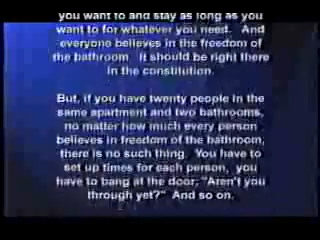 you want to and stay as long as you
want to for whatever you need. And
everyone believes in the freedom of
the bathroom. It should be right there
in the constitution.
But, if you have twenty people in the
same apartment and two bathrooms,
no matter how much every person
believes in freedom of the bathroom,
there is no such thing. You have to
set up times for each person, you
have to bang at the door, "Aren't you
through yet?" And so on.